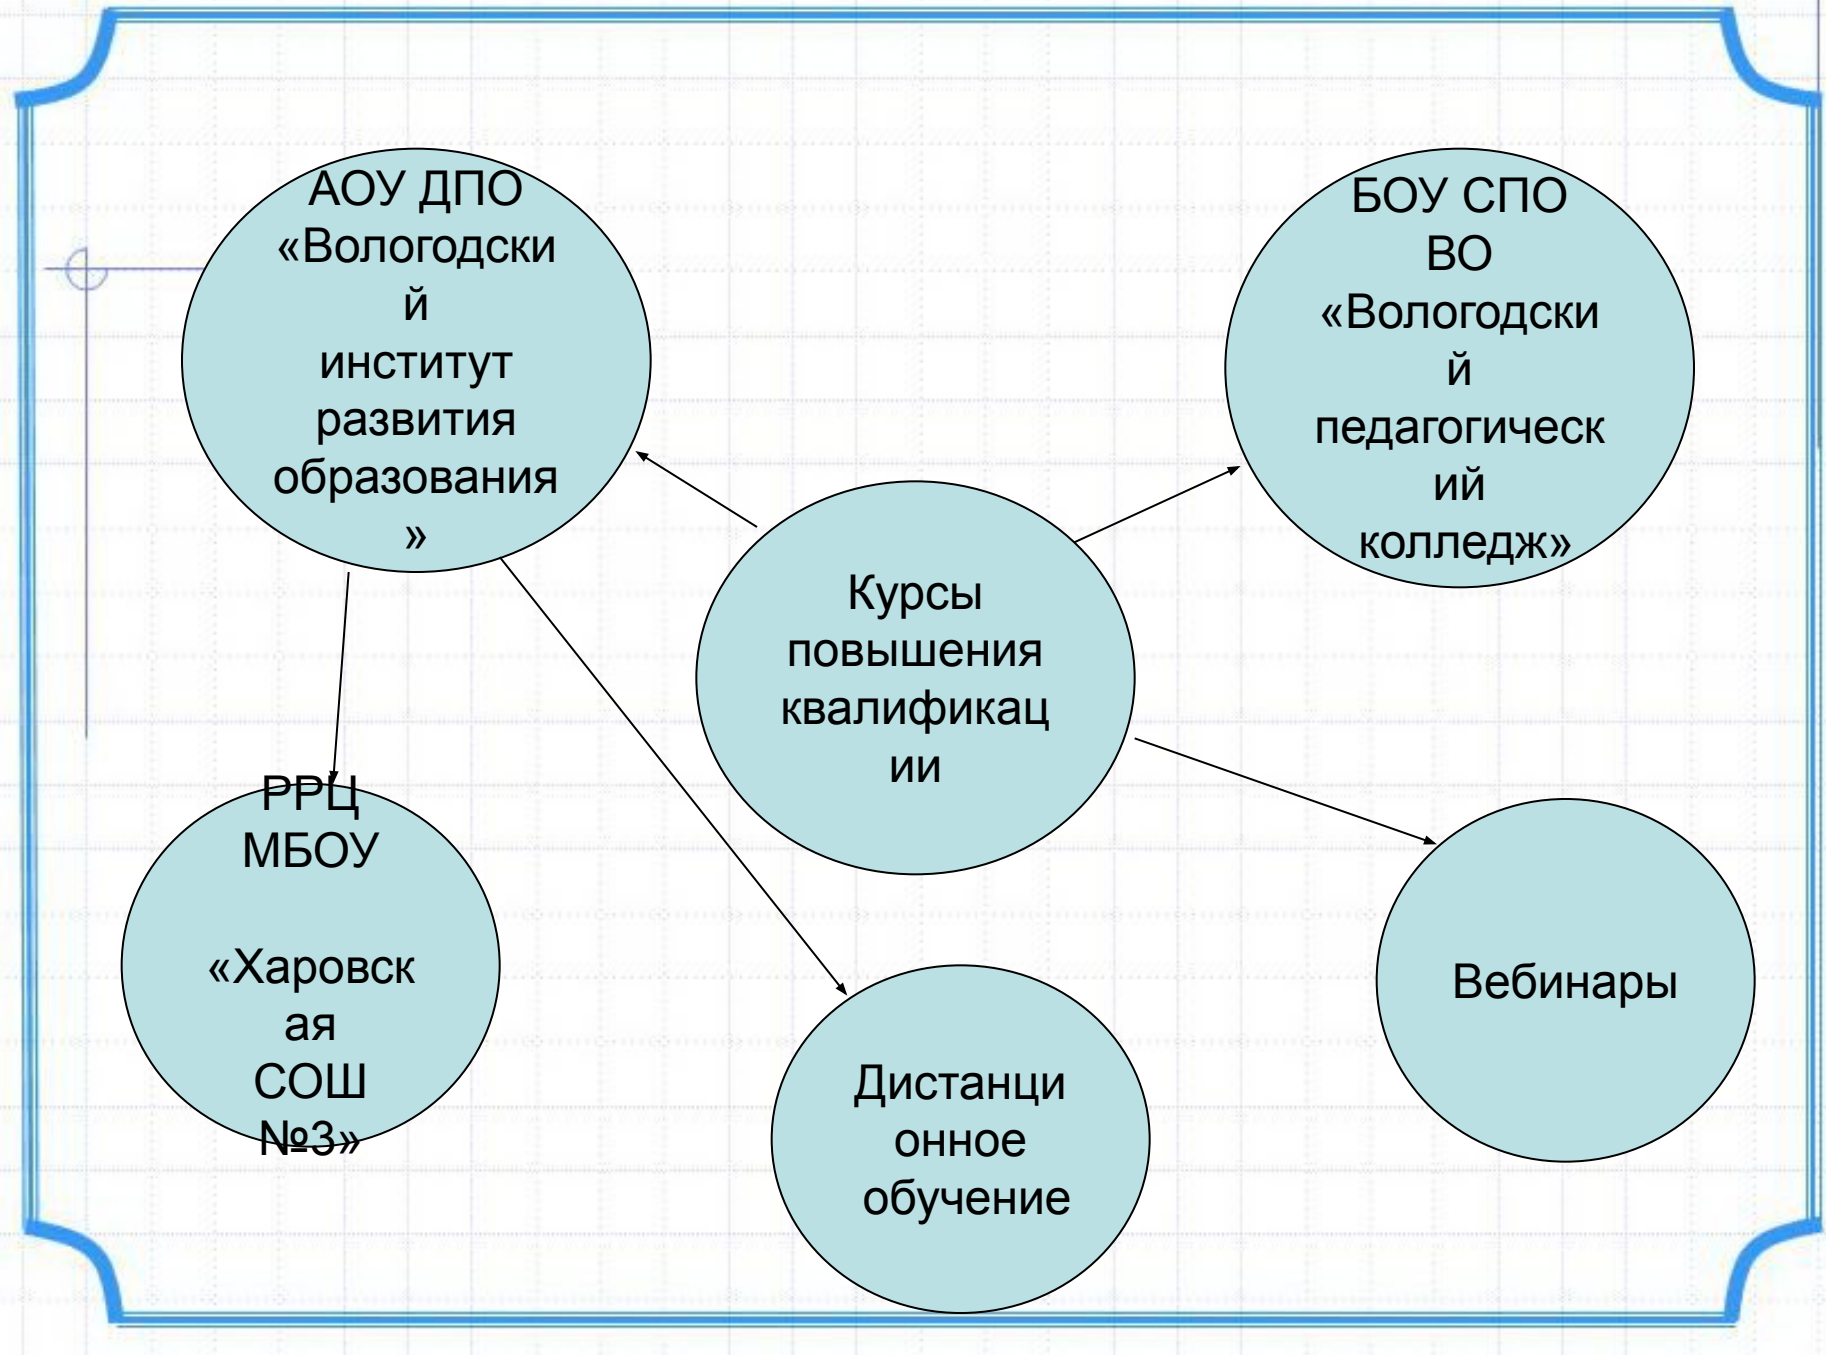 АОУ ДПО
«Вологодски
й
институт
развития
образования
»
БОУ СПО
ВО
«Вологодски
й
педагогическ
ий
колледж»
Курсы
повышения
квалификац
ии
РРЦ
МБОУ
«Харовск
ая
СОШ
№3»
Дистанци
онное
обучение
Вебинары